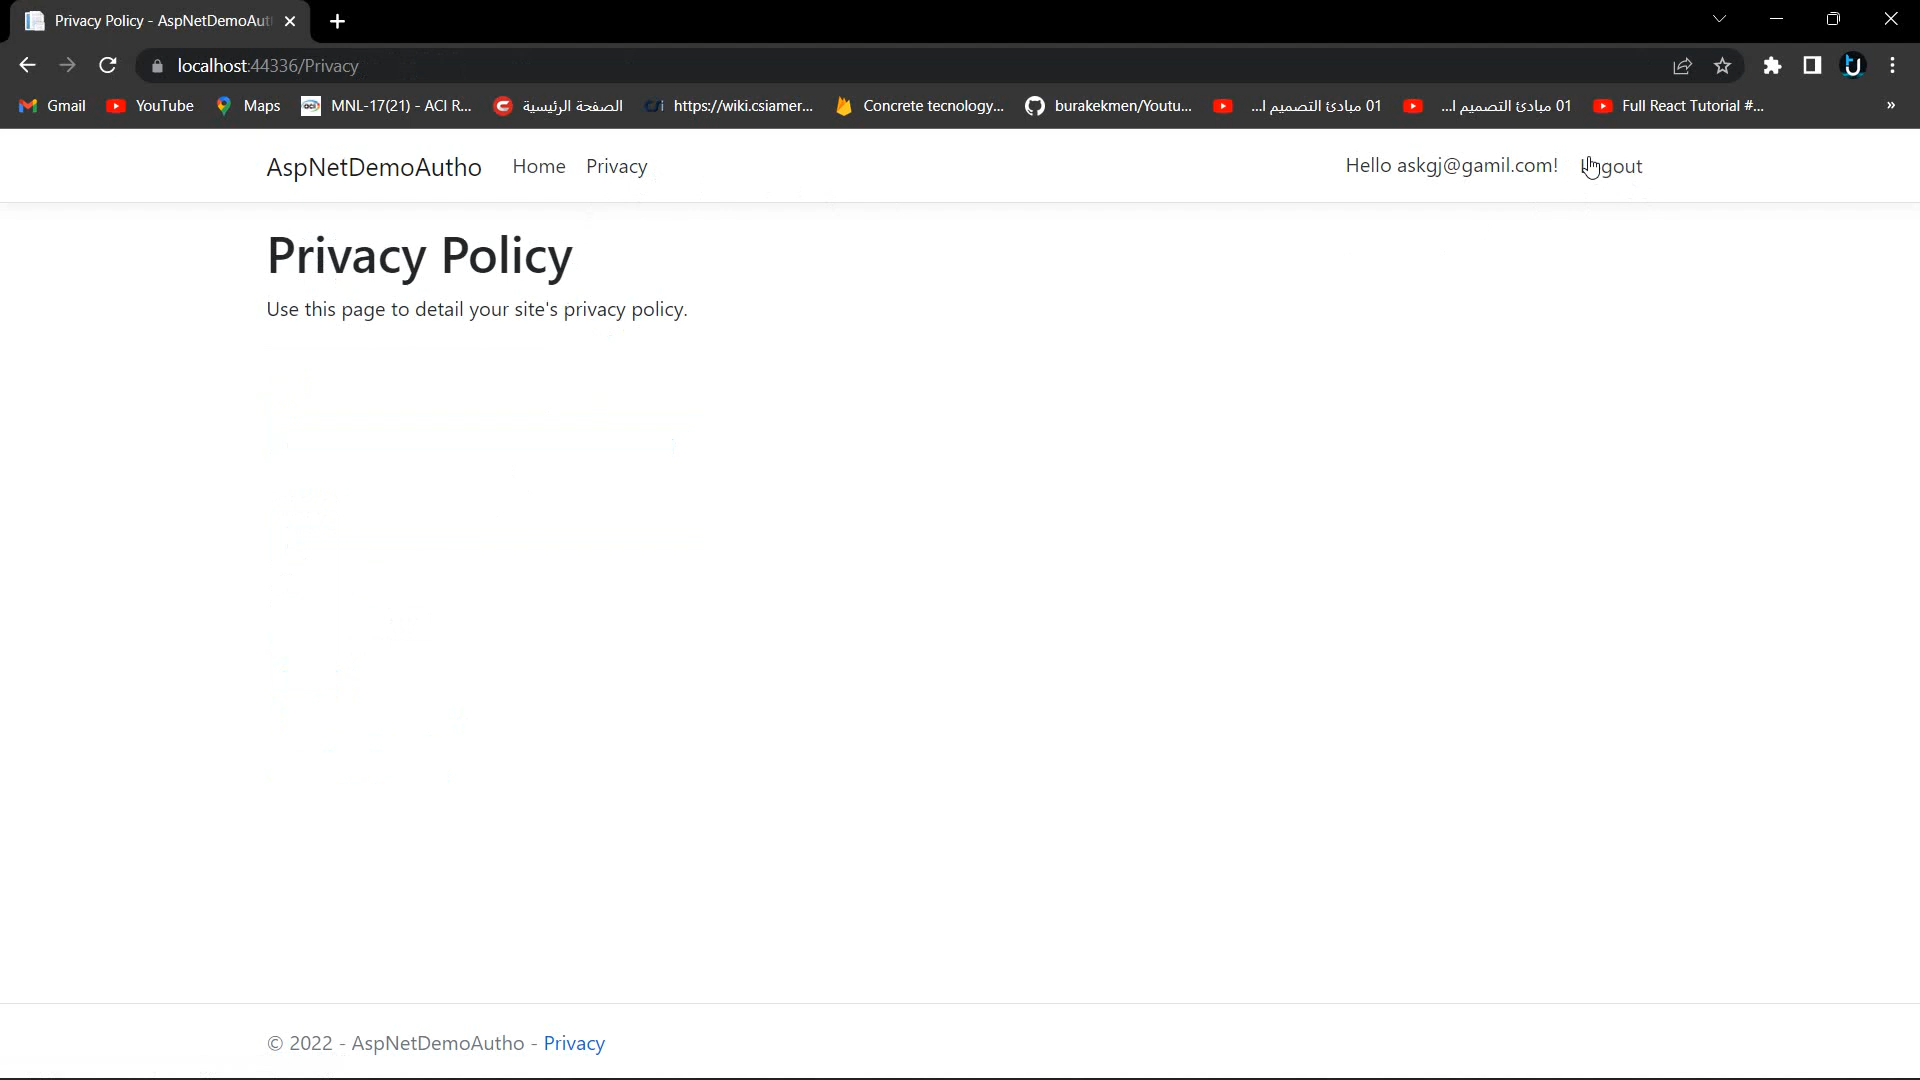 Privacy Policy - AspNetDemoAut
localhost:44336/Privacy
Gmail YouTube Maps MNL-17(21) - ACI R... الصفحة الرئيسية https://wiki.csiamer... Concrete tecnology... burakekmen/Youtu... 01 مبادئ التصميم ا... 01 مبادئ التصميم ا... Full React Tutorial #... »
AspNetDemoAutho Home Privacy Hello askgj@gamil.com! Logout
Privacy Policy
Use this page to detail your site's privacy policy.
© 2022 - AspNetDemoAutho - Privacy